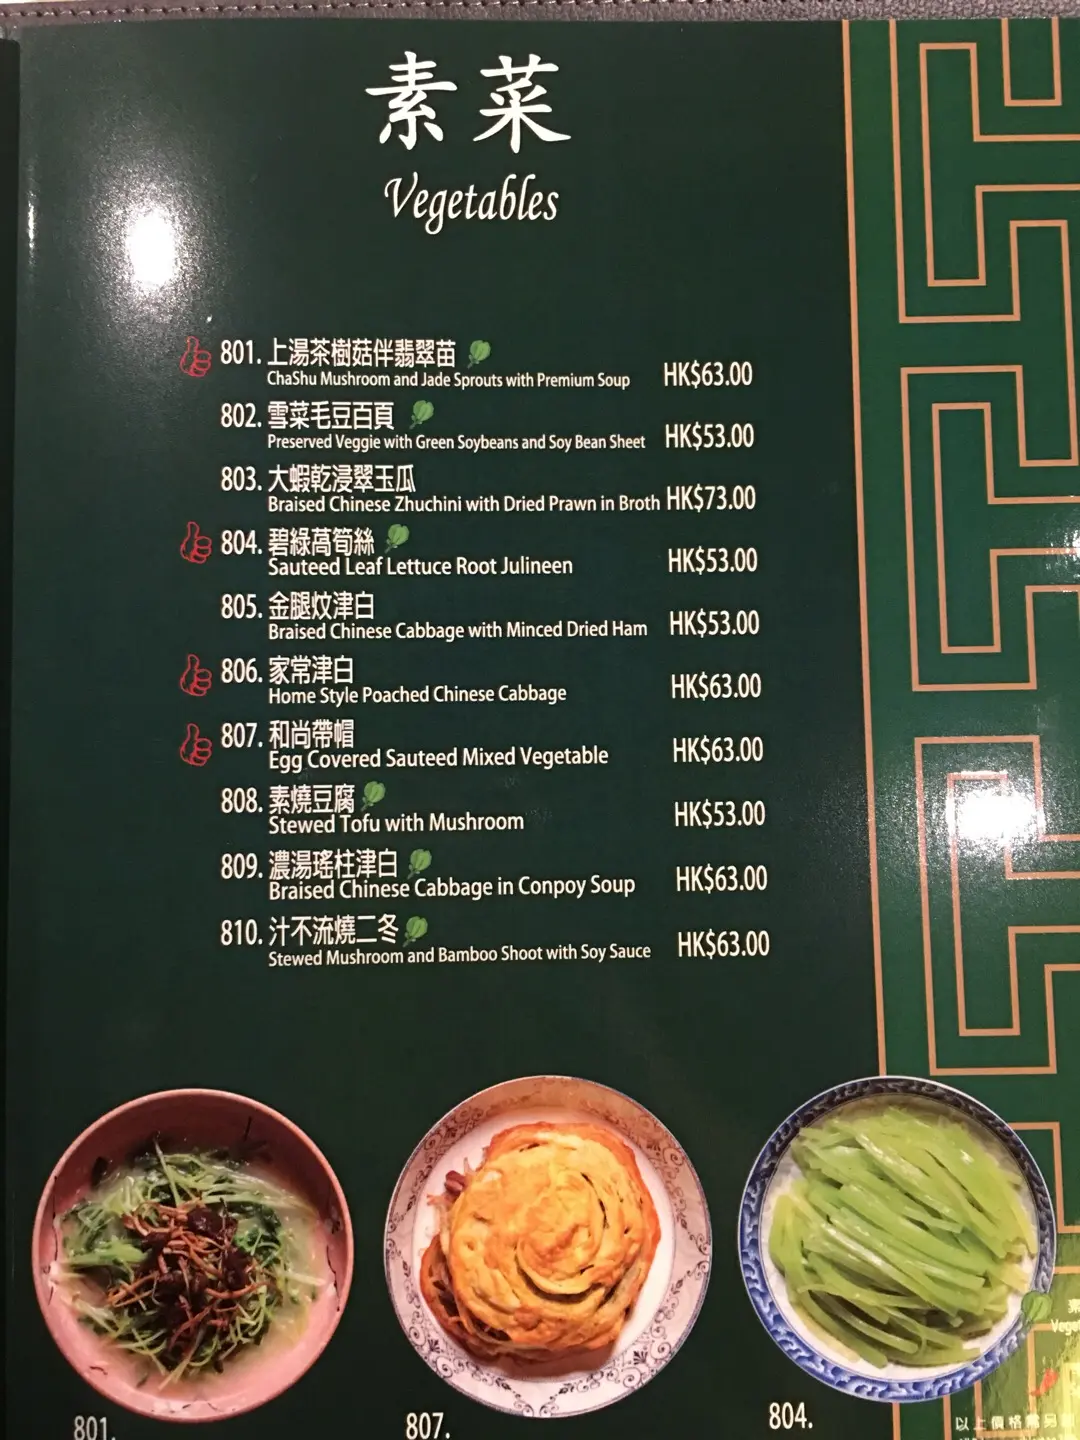 素菜
Vegetables
801. 上湯茶樹菇伴翡翠苗
ChaShu Mushroom and Jade Sprouts with Premium Soup HK$63.00
802. 雪菜毛豆百頁
Preserved Veggie with Green Soybeans and Soy Bean Sheet HK$53.00
803. 大蝦乾浸翠玉瓜
Braised Chinese Zhuchini with Dried Prawn in Broth HK$73.00
804. 碧綠萵筍絲
Sauteed Leaf Lettuce Root Julineen HK$53.00
805. 金腿炆津白
Braised Chinese Cabbage with Minced Dried Ham HK$53.00
806. 家常津白
Home Style Poached Chinese Cabbage HK$63.00
807. 和尚帶帽
Egg Covered Sauteed Mixed Vegetable HK$63.00
808. 素燒豆腐
Stewed Tofu with Mushroom HK$53.00
809. 濃湯瑤柱津白
Braised Chinese Cabbage in Conpoy Soup HK$63.00
810. 汁不流燒二冬
Stewed Mushroom and Bamboo Shoot with Soy Sauce HK$63.00
801.
807.
804.
以上價格需另